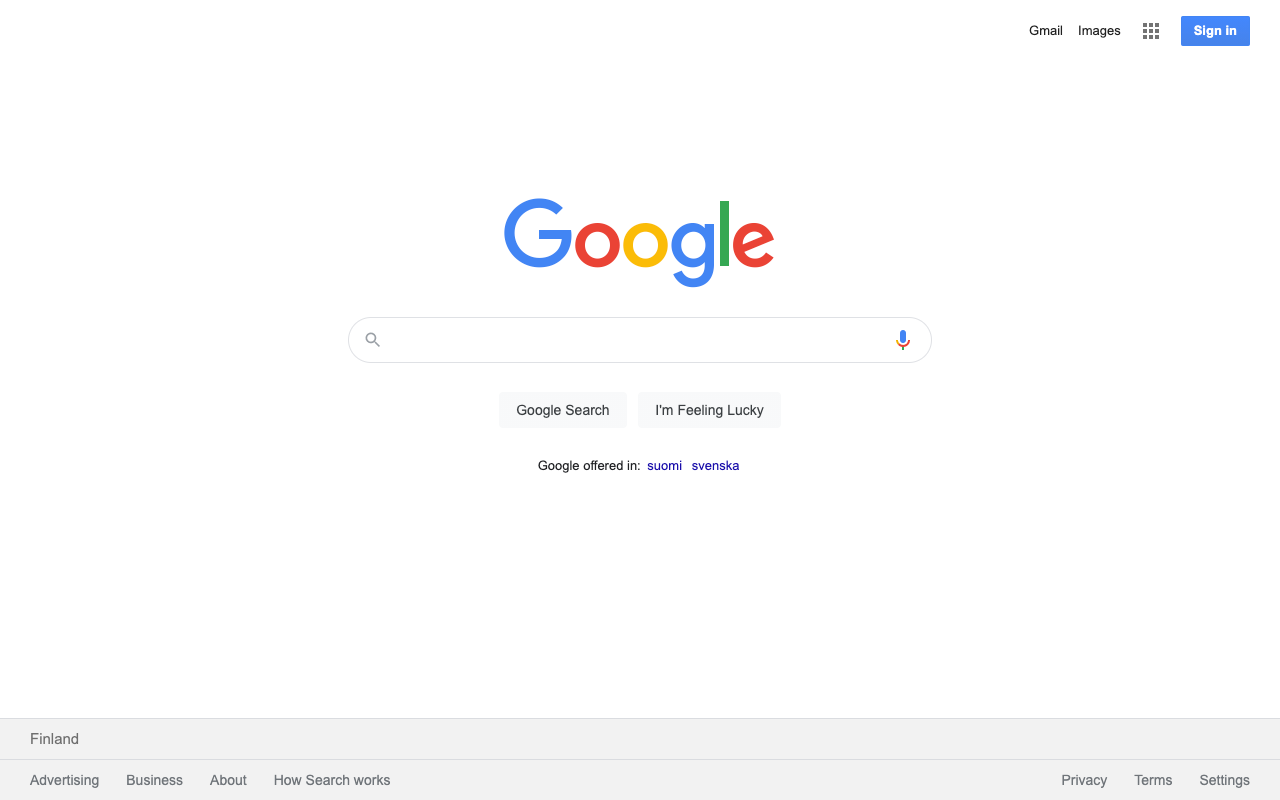 Gmail Images Sign in
Google
Google Search I'm Feeling Lucky
Google offered in: suomi svenska
Finland
Advertising Business About How Search works Privacy Terms Settings